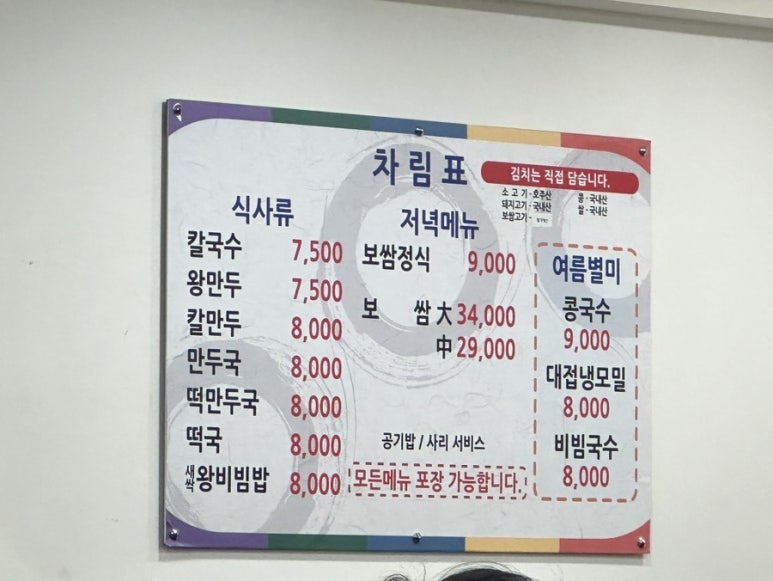 차림표
김치는 직접 담습니다.
소고기-호주산 콩-국내산
돼지고기-국내산 쌀-국내산
보쌈고기-
식사류
칼국수 7,500
왕만두 7,500
칼만두 8,000
만두국 8,000
떡만두국 8,000
떡국 8,000
새싹왕비빔밥 8,000
저녁메뉴
보쌈정식 9,000
보쌈 大 34,000
中 29,000
공기밥 / 사리 서비스
모든메뉴 포장 가능합니다.
여름별미
콩국수
9,000
대접냉모밀
8,000
비빔국수
8,000